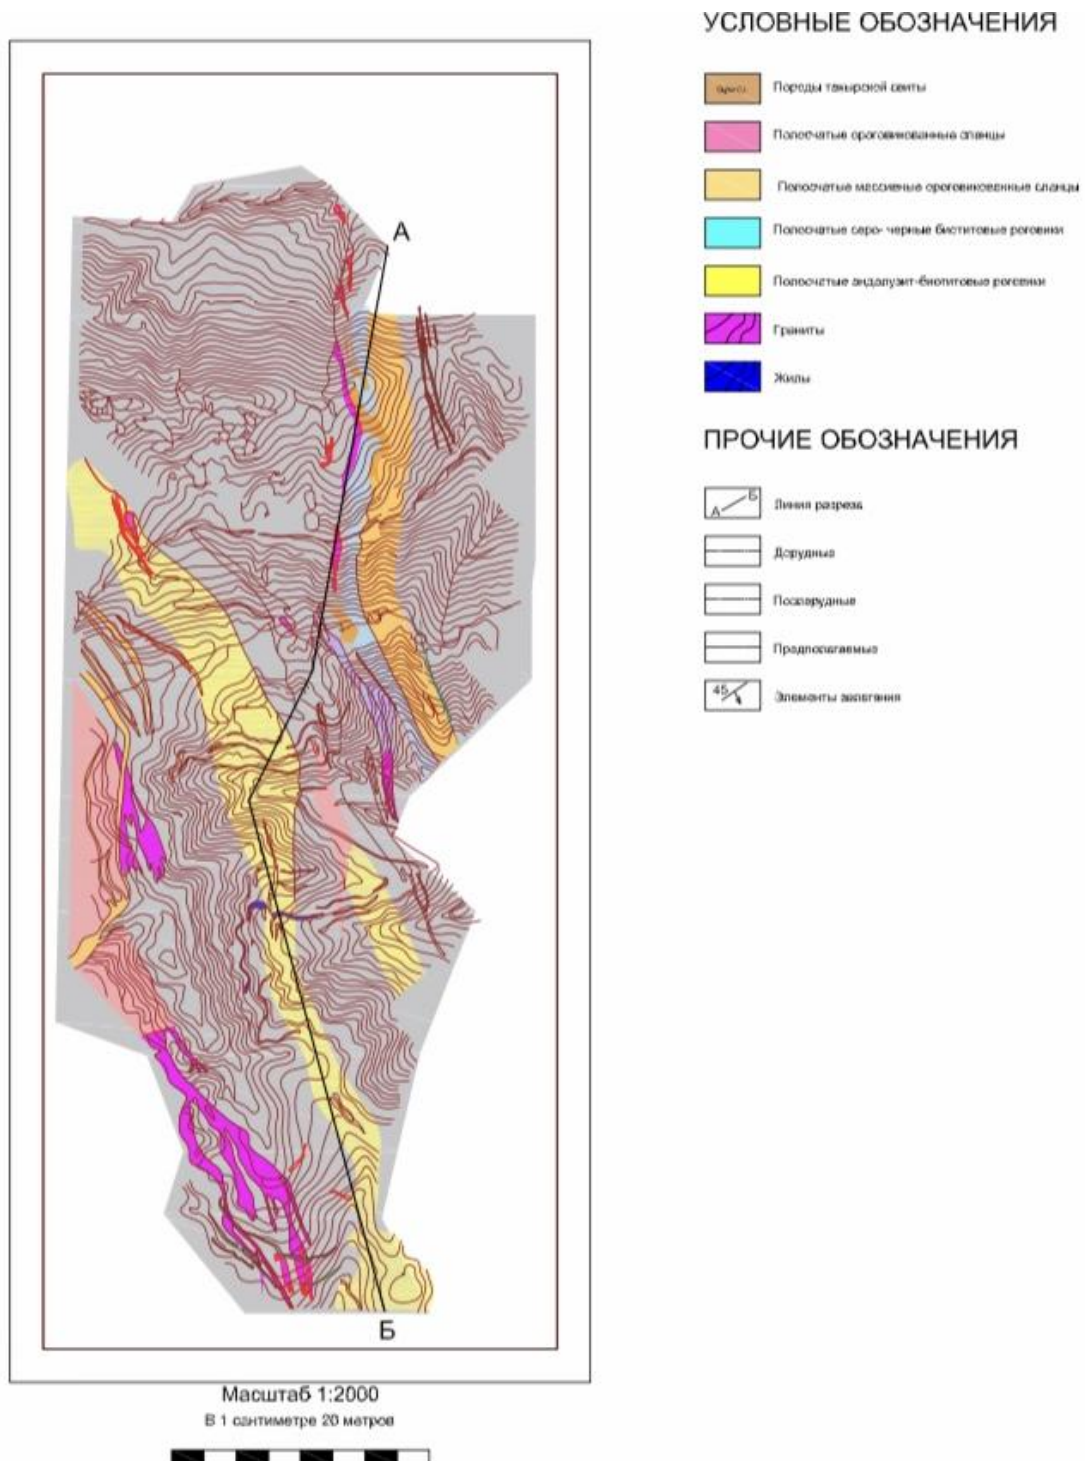 УСЛОВНЫЕ ОБОЗНАЧЕНИЯ
Породы такырской свиты
Полосчатые ороговикованные сланцы
Полосчатые массивные ороговикованные сланцы
Полосчатые серо- черные биотитовые роговики
Полосчатые андалузит-биотитовые роговики
Граниты
Жилы
ПРОЧИЕ ОБОЗНАЧЕНИЯ
А Б
Линия разреза
Дорудные
Пострудные
Предполагаемые
45
Элементы залегания
А
Б
Масштаб 1:2000
В 1 сантиметре 20 метров